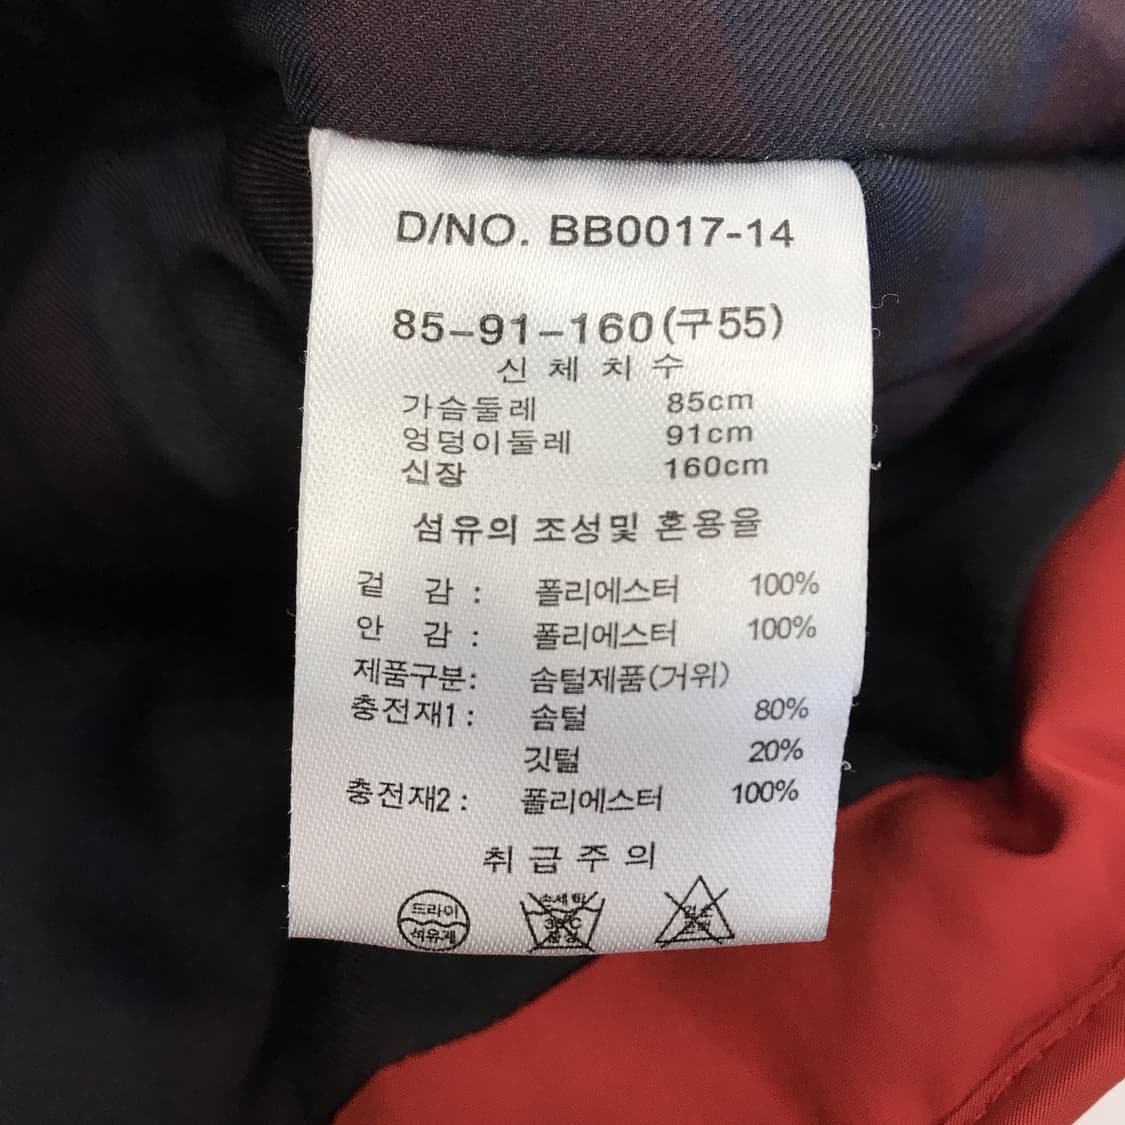 D/NO. BB0017-14
85-91-160(구55)
신 체 치 수
가슴둘레 85cm
엉덩이둘레 91cm
신장 160cm
섬유의 조성및 혼용율
겉 감 : 폴리에스터 100%
안 감 : 폴리에스터 100%
제품구분: 솜털제품(거위)
충전재1 : 솜털 80%
깃털 20%
충전재2 : 폴리에스터 100%
취 급 주 의
드라이 손세탁
석유계